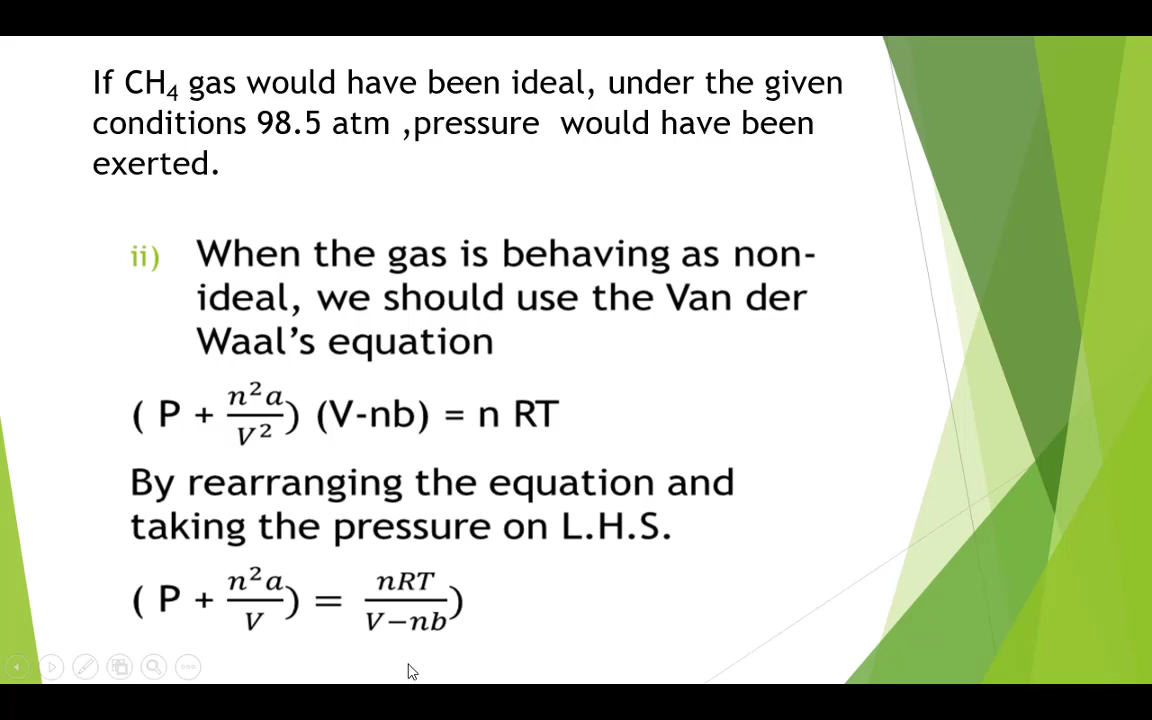 If CH₄ gas would have been ideal, under the given
conditions 98.5 atm ,pressure  would have been
exerted.
ii) When the gas is behaving as non-
ideal, we should use the Van der
Waal’s equation
( P + n²a/V²) (V-nb) = n RT
By rearranging the equation and
taking the pressure on L.H.S.
( P + n²a/V) = nRT/V−nb)